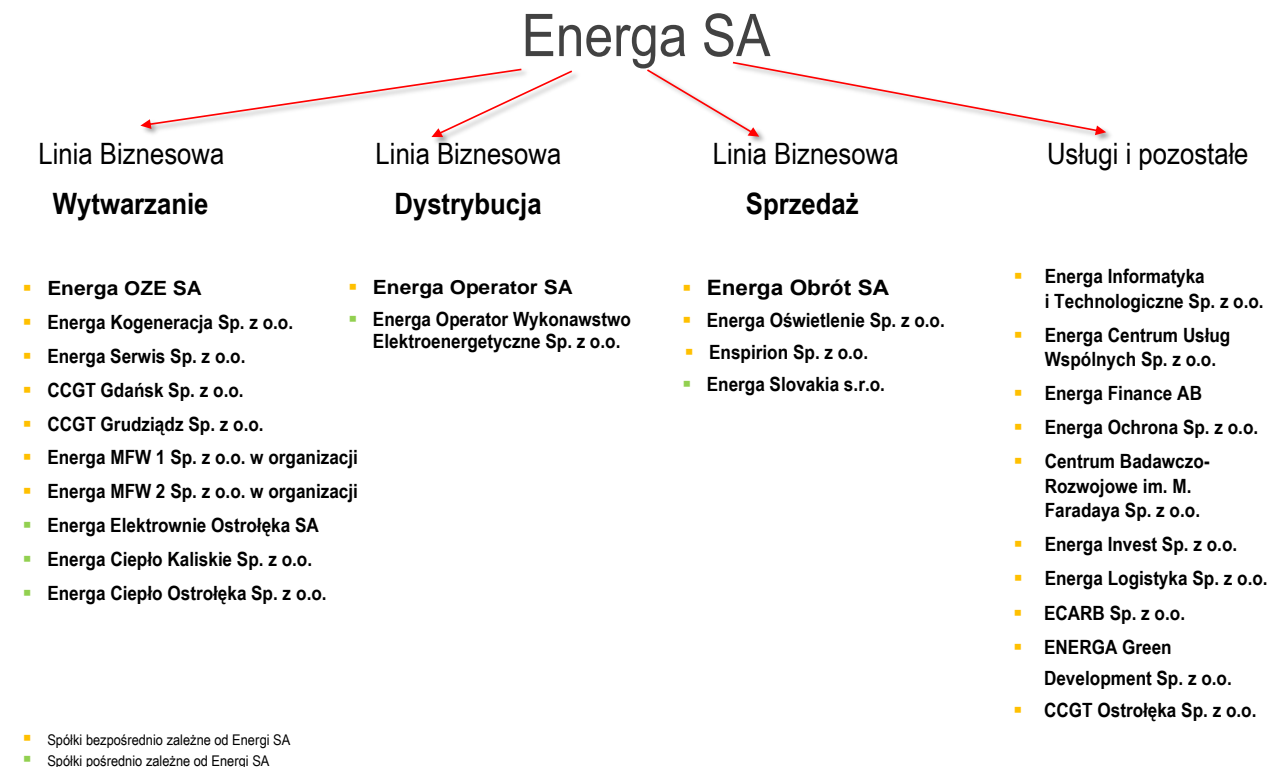 Energa SA
Linia Biznesowa
Wytwarzanie
Energa OZE SA
Energa Kogeneracja Sp. z o.o.
Energa Serwis Sp. z o.o.
CCGT Gdańsk Sp. z o.o.
CCGT Grudziądz Sp. z o.o.
Energa MFW 1 Sp. z o.o. w organizacji
Energa MFW 2 Sp. z o.o. w organizacji
Energa Elektrownie Ostrołęka SA
Energa Ciepło Kaliskie Sp. z o.o.
Energa Ciepło Ostrołęka Sp. z o.o.
Linia Biznesowa
Dystrybucja
Energa Operator SA
Energa Operator Wykonawstwo
Elektroenergetyczne Sp. z o.o.
Linia Biznesowa
Sprzedaż
Energa Obrót SA
Energa Oświetlenie Sp. z o.o.
Enspirion Sp. z o.o.
Energa Slovakia s.r.o.
Usługi i pozostałe
Energa Informatyka
i Technologiczne Sp. z o.o.
Energa Centrum Usług
Wspólnych Sp. z o.o.
Energa Finance AB
Energa Ochrona Sp. z o.o.
Centrum Badawczo-
Rozwojowe im. M.
Faradaya Sp. z o.o.
Energa Invest Sp. z o.o.
Energa Logistyka Sp. z o.o.
ECARB Sp. z o.o.
ENERGA Green
Development Sp. z o.o.
CCGT Ostrołęka Sp. z o.o.
Spółki bezpośrednio zależne od Energi SA
Spółki pośrednio zależne od Energi SA